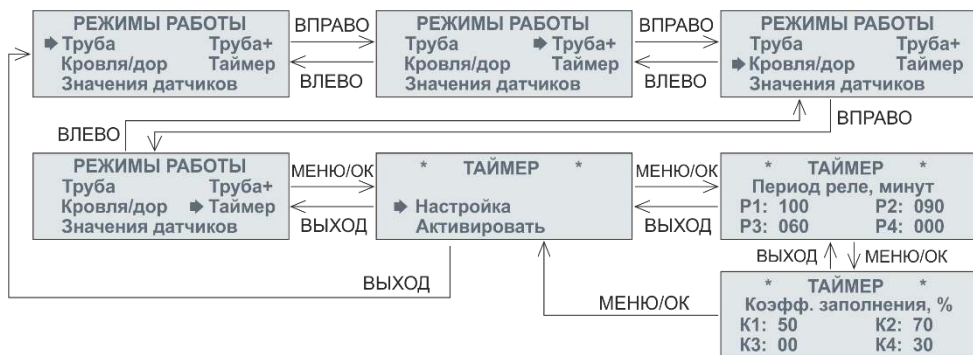 РЕЖИМЫ РАБОТЫ
Труба Труба+
Кровля/дор Таймер
Значения датчиков
ВПРАВО
ВЛЕВО
РЕЖИМЫ РАБОТЫ
Труба Труба+
Кровля/дор Таймер
Значения датчиков
ВПРАВО
ВЛЕВО
РЕЖИМЫ РАБОТЫ
Труба Труба+
Кровля/дор Таймер
Значения датчиков
ВЛЕВО
ВПРАВО
РЕЖИМЫ РАБОТЫ
Труба Труба+
Кровля/дор Таймер
Значения датчиков
МЕНЮ/ОК
ВЫХОД
* ТАЙМЕР *
Настройка
Активировать
МЕНЮ/ОК
ВЫХОД
* ТАЙМЕР *
Период реле, минут
P1: 100 P2: 090
P3: 060 P4: 000
ВЫХОД
МЕНЮ/ОК
ВЫХОД
МЕНЮ/ОК
* ТАЙМЕР *
Коэфф. заполнения, %
К1: 50 К2: 70
К3: 00 К4: 30